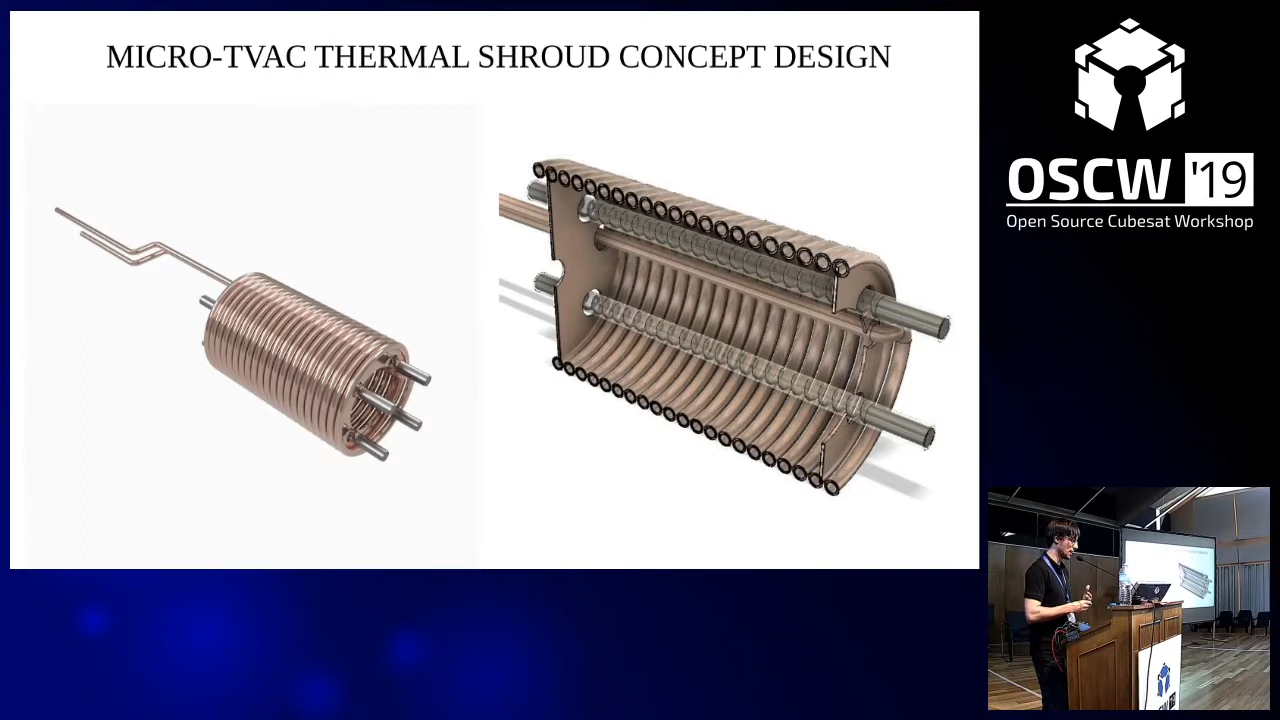 MICRO-TVAC THERMAL SHROUD CONCEPT DESIGN
OSCW '19
Open Source Cubesat Workshop